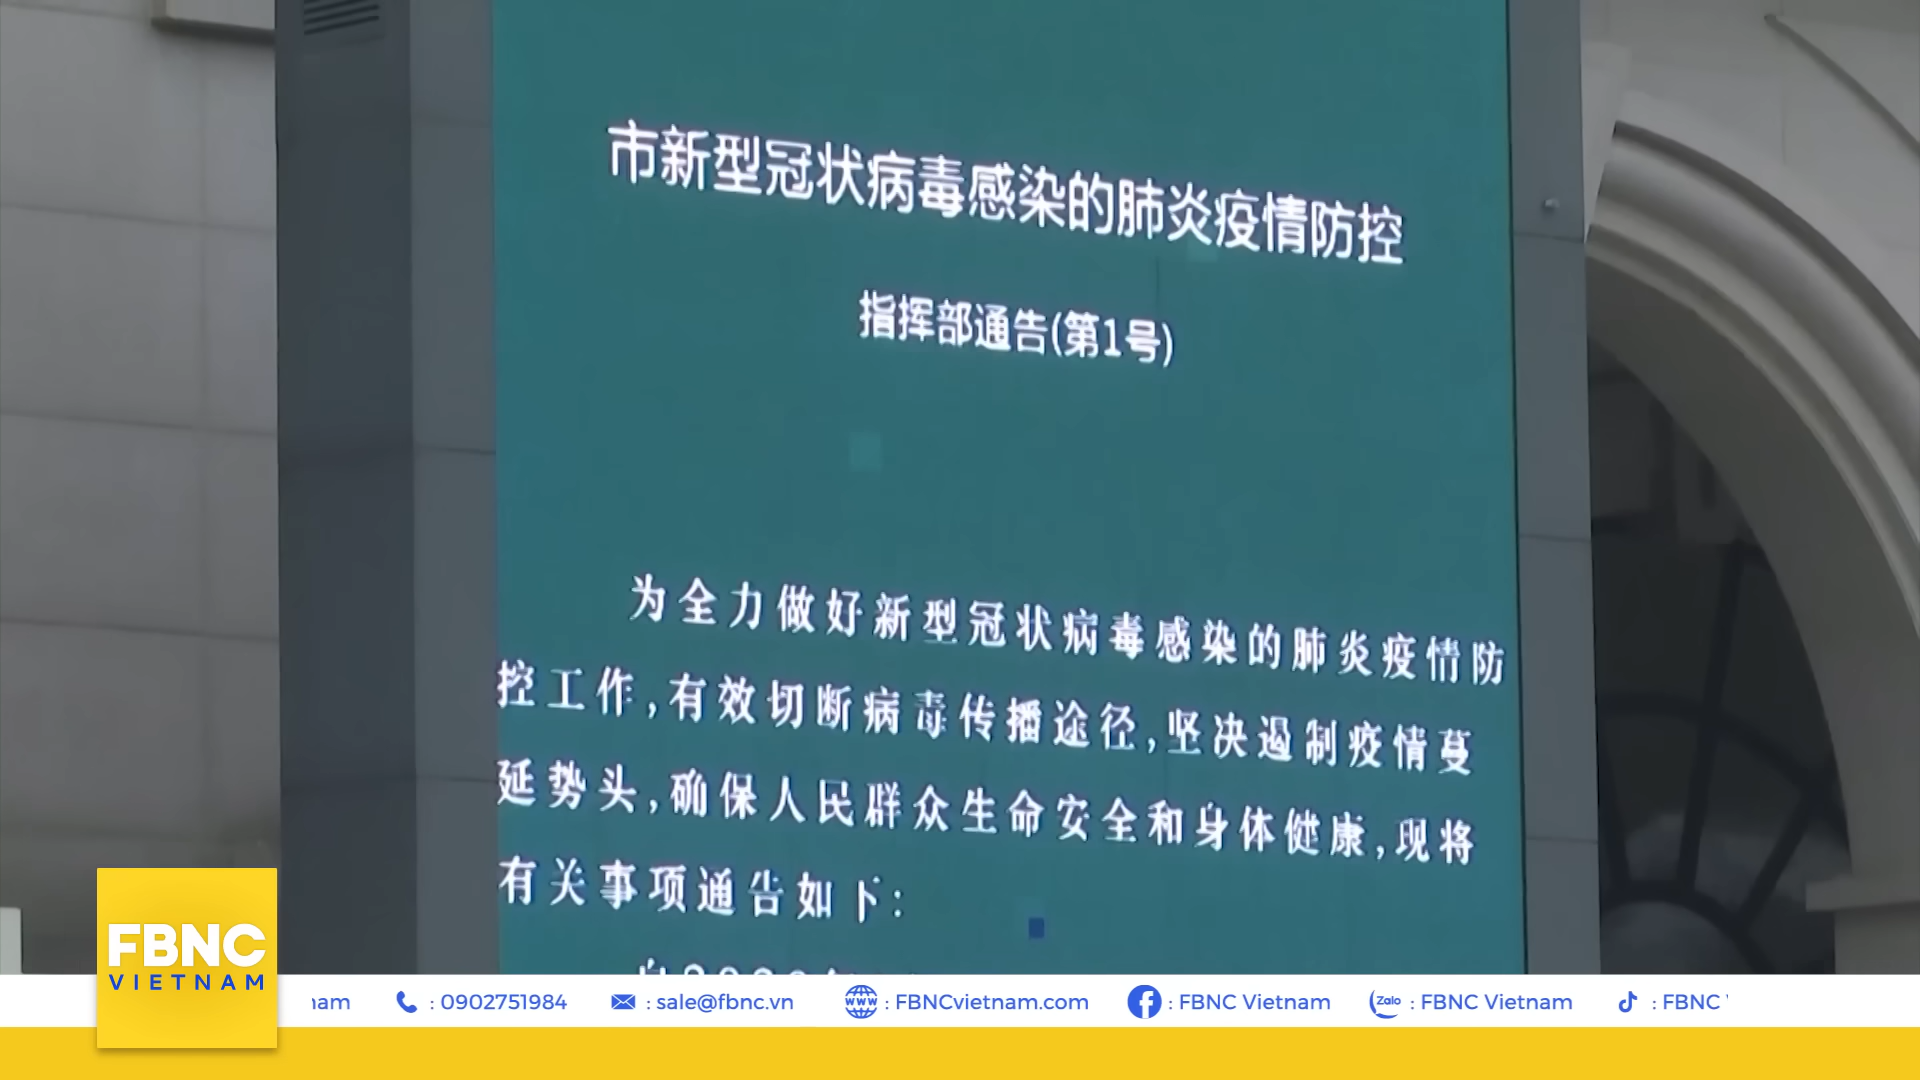 市新型冠状病毒感染的肺炎疫情防控
指挥部通告(第1号)
为全力做好新型冠状病毒感染的肺炎疫情防
控工作,有效切断病毒传播途径,坚决遏制疫情蔓
延势头,确保人民群众生命安全和身体健康,现将
有关事项通告如下:
FBNC
VIETNAM
nam
: 0902751984
: sale@fbnc.vn
www : FBNCvietnam.com
: FBNC Vietnam
Zalo : FBNC Vietnam
: FBNC